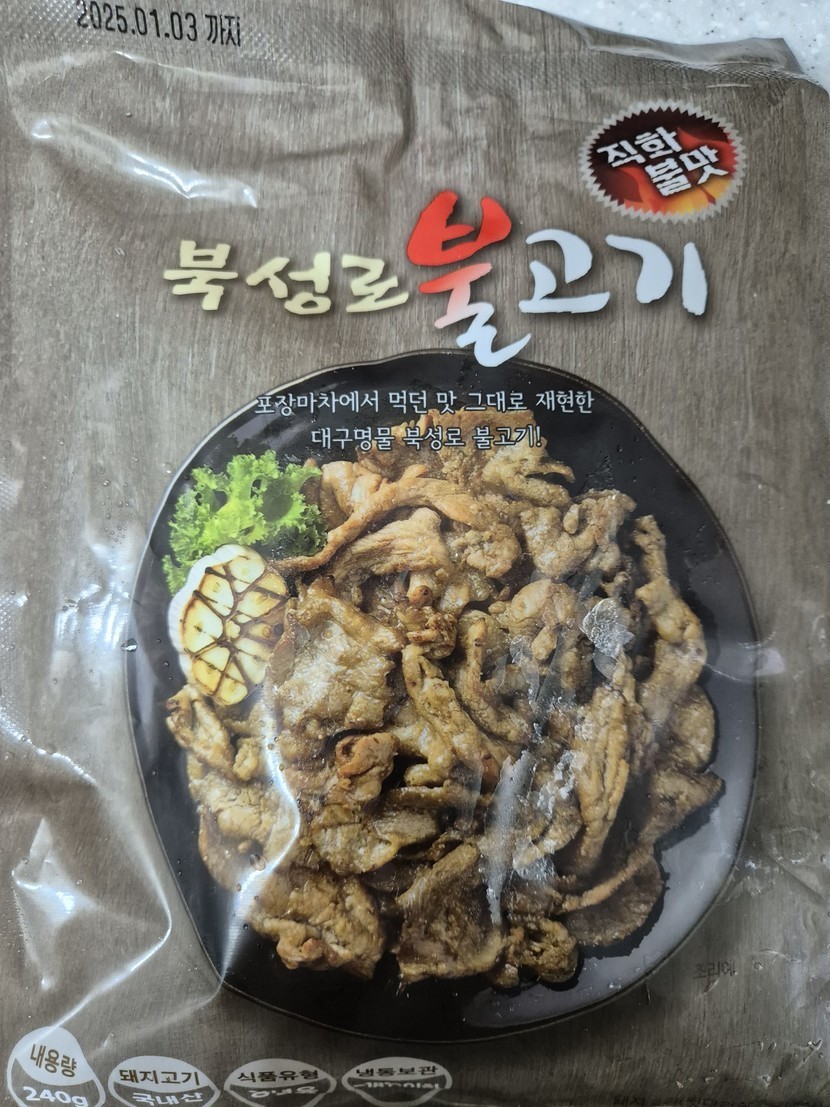 2025.01.03 까지
직화
불맛
북성로불고기
포장마차에서 먹던 맛 그대로 재현한
대구명물 북성로 불고기!
조리예
내용량
240g
돼지고기
국내산
식품유형
냉동보관